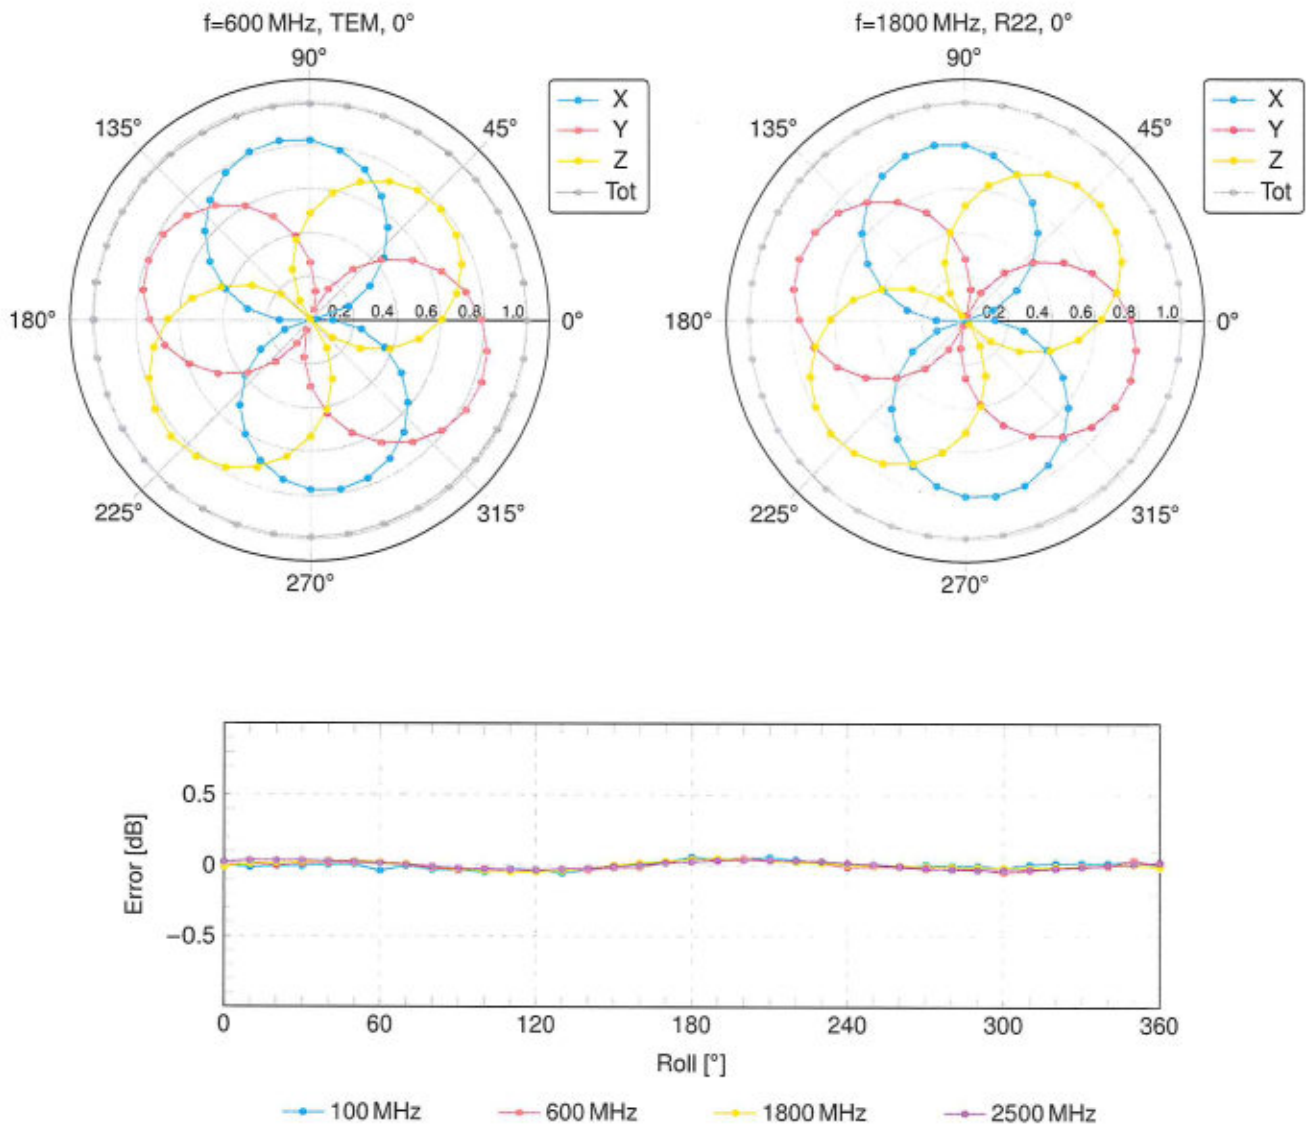 f=600 MHz, TEM, 0°
90°
135°
45°
180°
0.2 0.4 0.6 0.8 1.0
0°
225°
315°
270°
X
Y
Z
Tot
f=1800 MHz, R22, 0°
90°
135°
45°
180°
0.2 0.4 0.6 0.8 1.0
0°
225°
315°
270°
X
Y
Z
Tot
Error [dB]
0.5
0
−0.5
0 60 120 180 240 300 360
Roll [°]
100 MHz 600 MHz 1800 MHz 2500 MHz